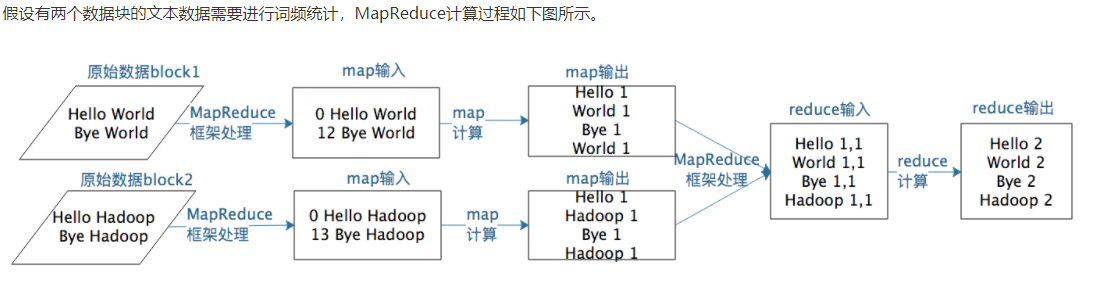 假设有两个数据块的文本数据需要进行词频统计，MapReduce计算过程如下图所示。
原始数据block1
Hello World
Bye World
MapReduce
框架处理
map输入
0 Hello World
12 Bye World
map
计算
map输出
Hello 1
World 1
Bye 1
World 1
原始数据block2
Hello Hadoop
Bye Hadoop
MapReduce
框架处理
map输入
0 Hello Hadoop
13 Bye Hadoop
map
计算
map输出
Hello 1
Hadoop 1
Bye 1
Hadoop 1
MapReduce
框架处理
reduce输入
Hello 1,1
World 1,1
Bye 1,1
Hadoop 1,1
reduce
计算
reduce输出
Hello 2
World 2
Bye 2
Hadoop 2